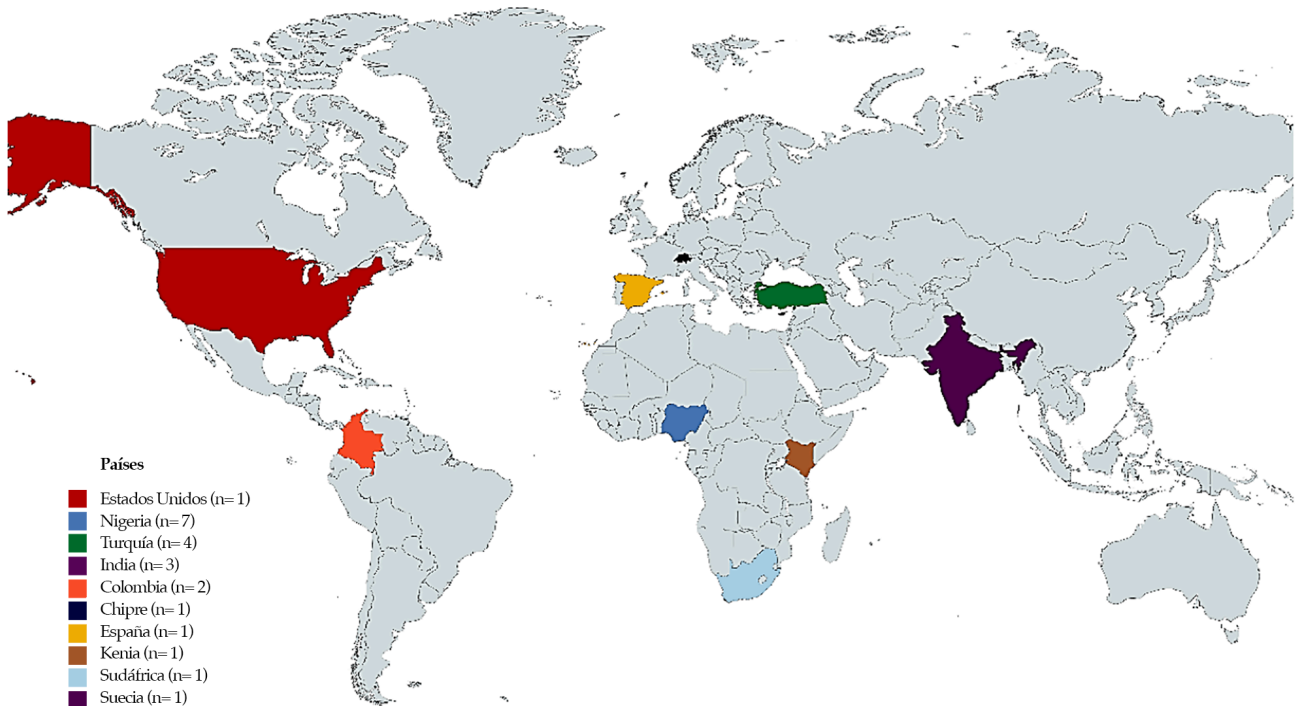 Países
Estados Unidos (n=1)
Nigeria (n=7)
Turquía (n=4)
India (n=3)
Colombia (n=2)
Chipre (n=1)
España (n=1)
Kenia (n=1)
Sudáfrica (n=1)
Suecia (n=1)